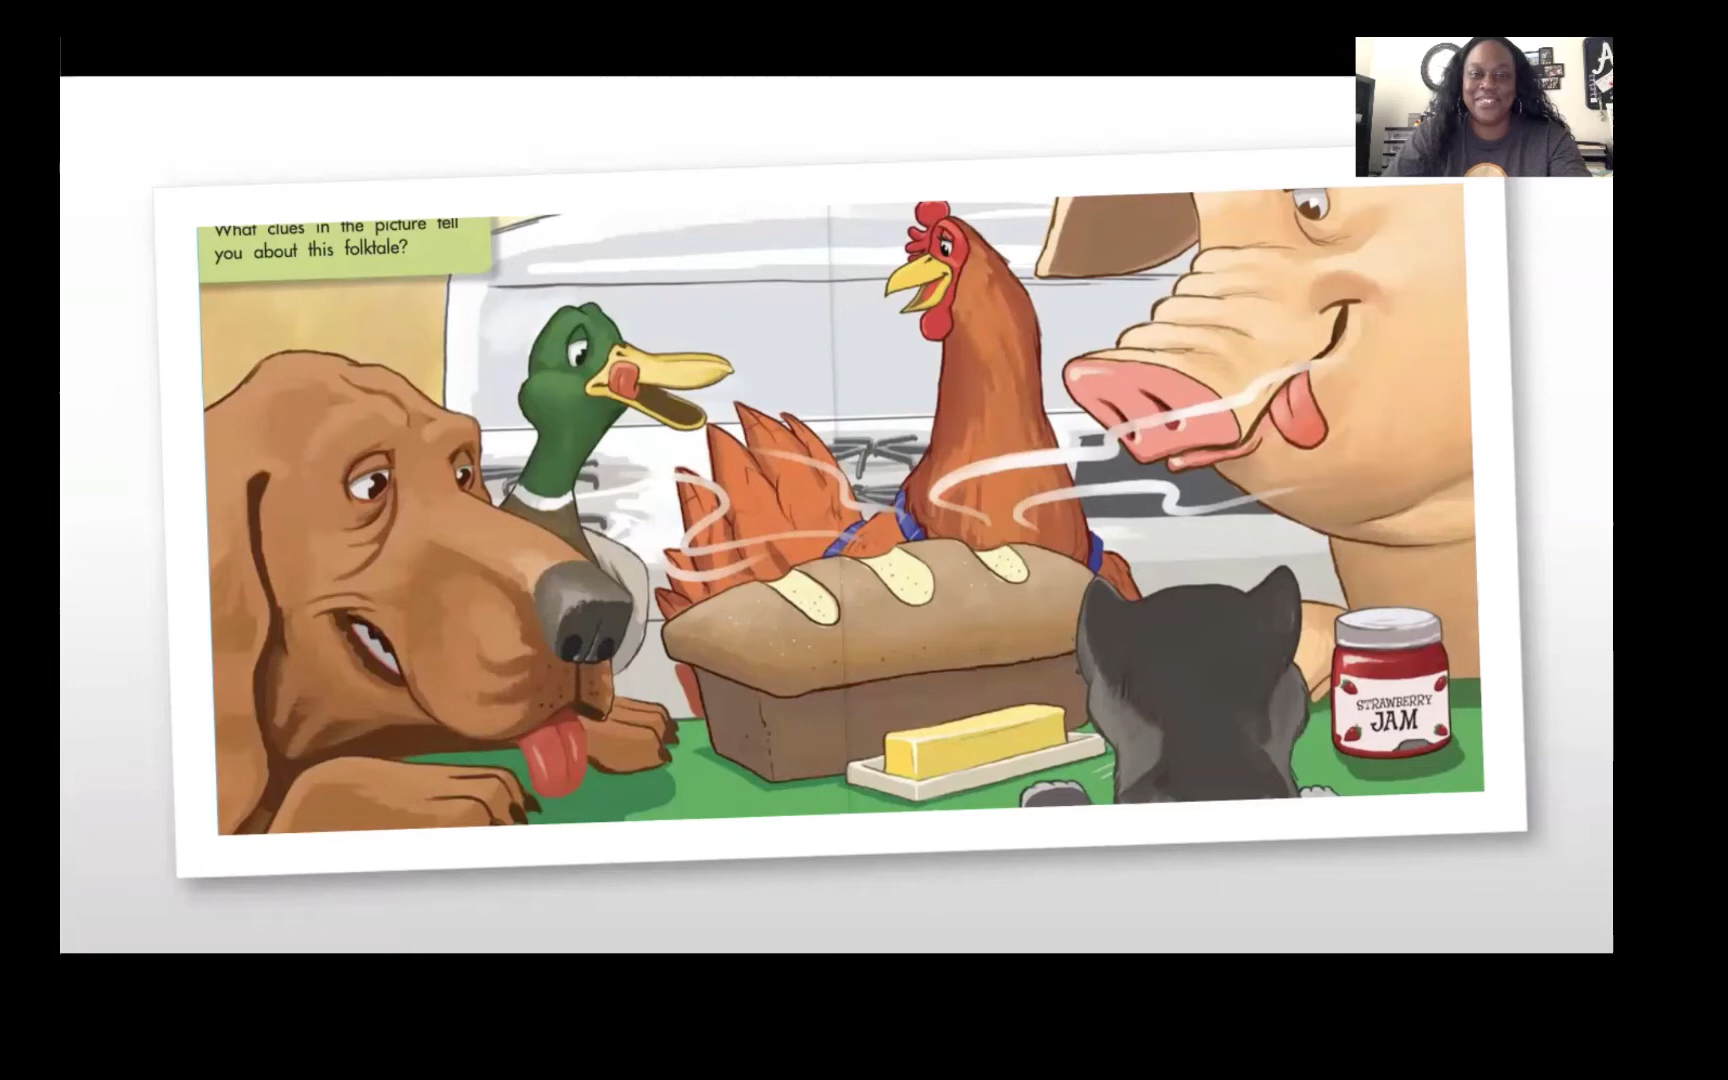 What clues in the picture tell
you about this folktale?
STRAWBERRY
JAM
A